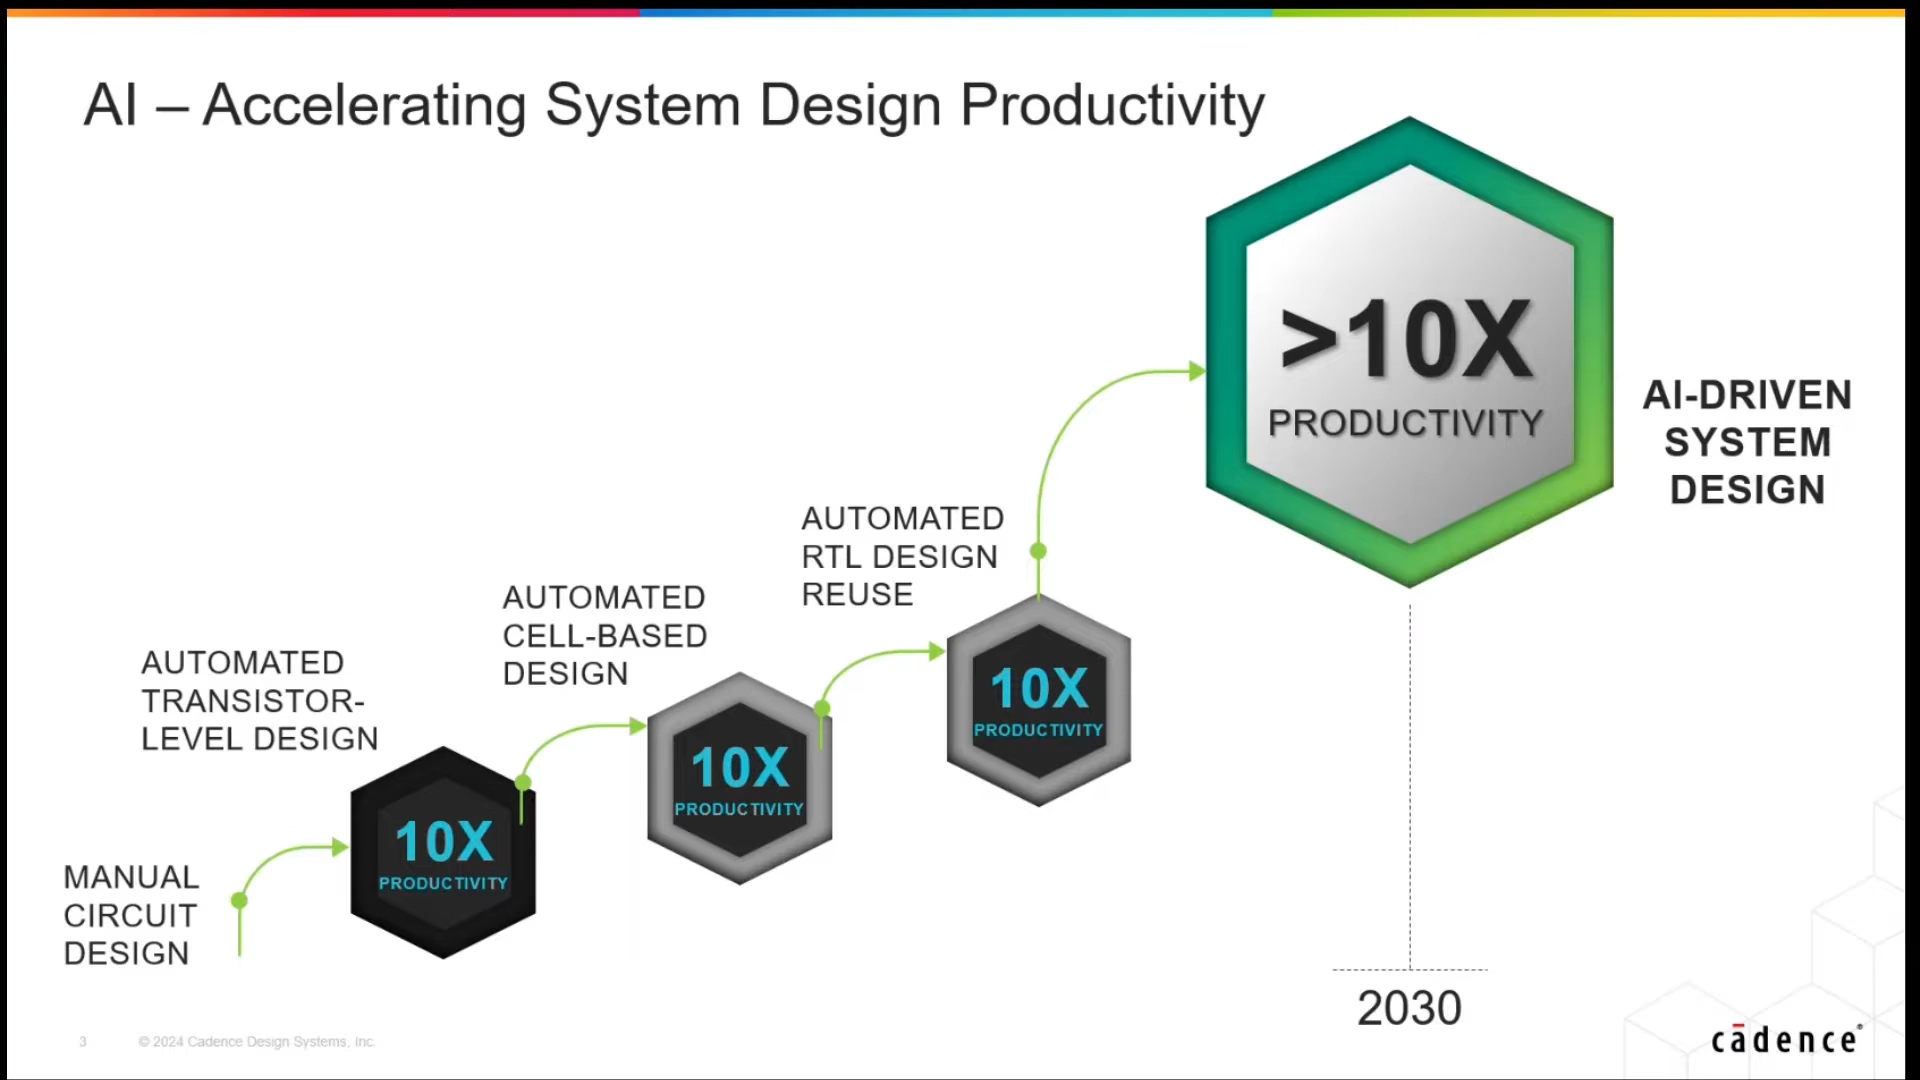 AI – Accelerating System Design Productivity
MANUAL
CIRCUIT
DESIGN
AUTOMATED
TRANSISTOR-
LEVEL DESIGN
10X
PRODUCTIVITY
AUTOMATED
CELL-BASED
DESIGN
10X
PRODUCTIVITY
AUTOMATED
RTL DESIGN
REUSE
10X
PRODUCTIVITY
>10X
PRODUCTIVITY
AI-DRIVEN
SYSTEM
DESIGN
2030
3 © 2024 Cadence Design Systems, Inc.
cādence®